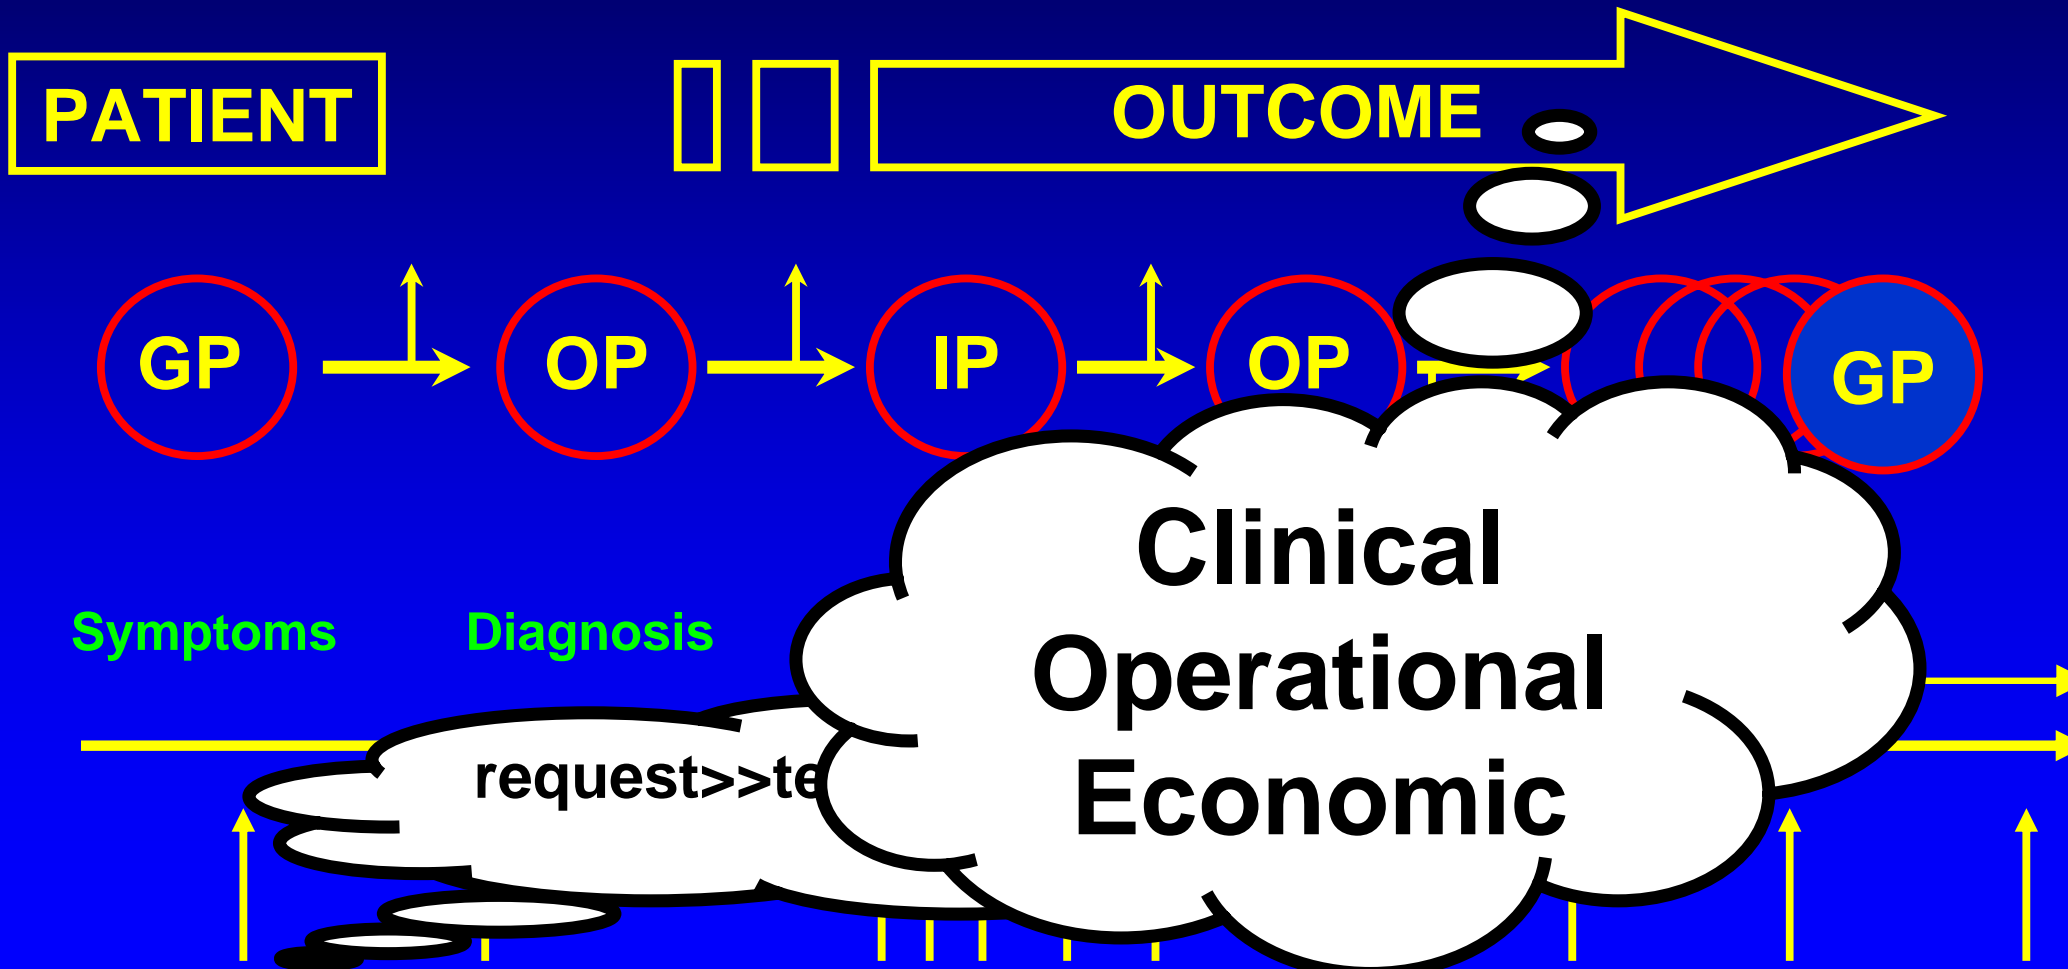 PATIENT
OUTCOME
GP
OP
IP
OP
GP
Clinical
Operational
Economic
Symptoms
Diagnosis
request>>te